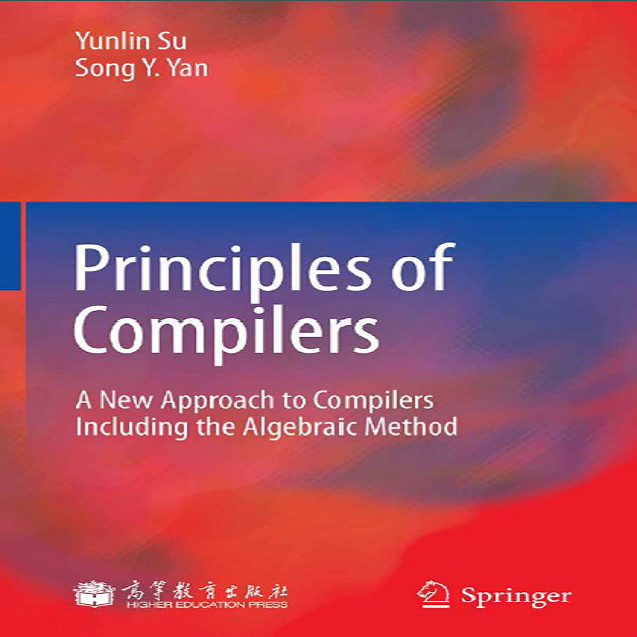 Yunlin Su
Song Y. Yan
Principles of
Compilers
A New Approach to Compilers
Including the Algebraic Method
高等教育出版社
HIGHER EDUCATION PRESS
Springer